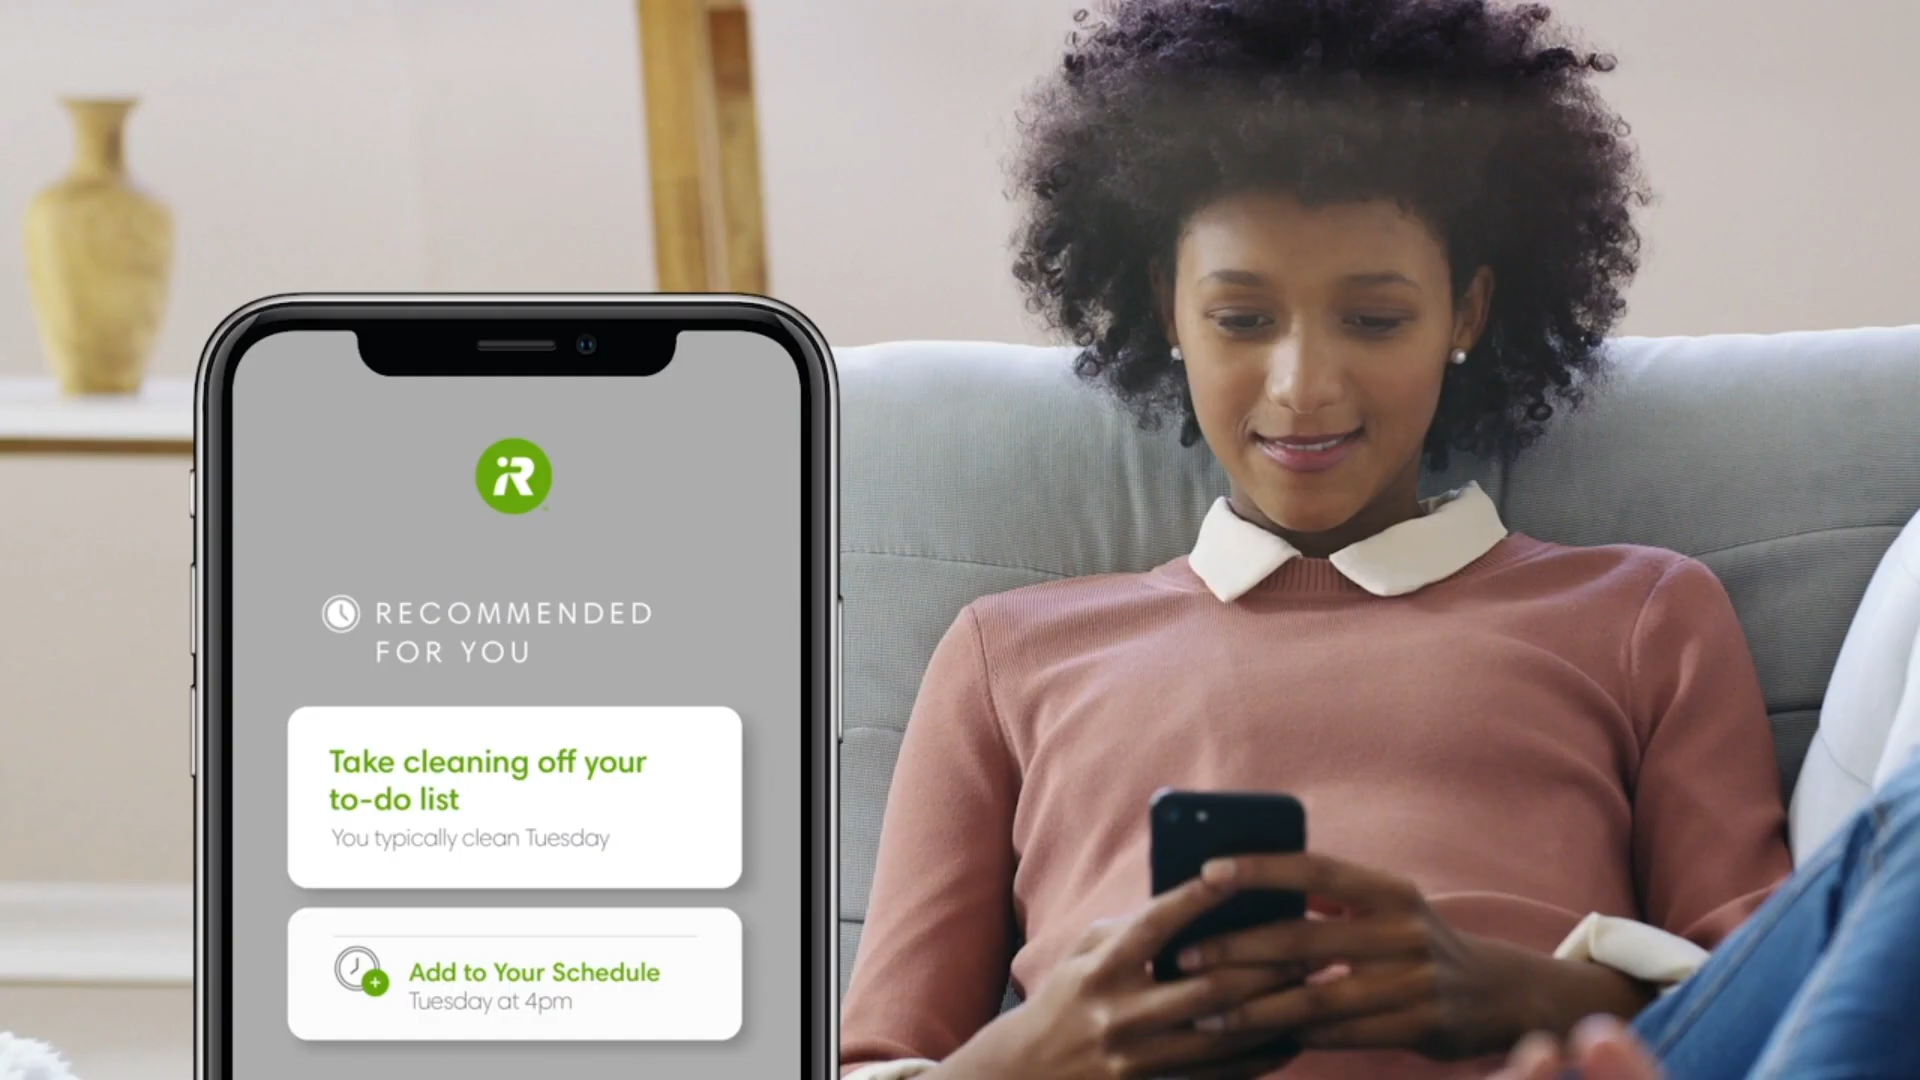 iR
RECOMMENDED
FOR YOU
Take cleaning off your
to-do list
You typically clean Tuesday
Add to Your Schedule
Tuesday at 4pm